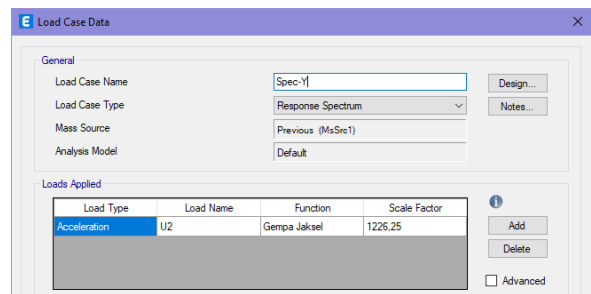 E Load Case Data
General
Load Case Name Spec-Y Design...
Load Case Type Response Spectrum Notes...
Mass Source Previous (MsSrc1)
Analysis Model Default
Loads Applied
Load Type Load Name Function Scale Factor
Acceleration U2 Gempa Jaksel 1226,25 Add
Delete
Advanced